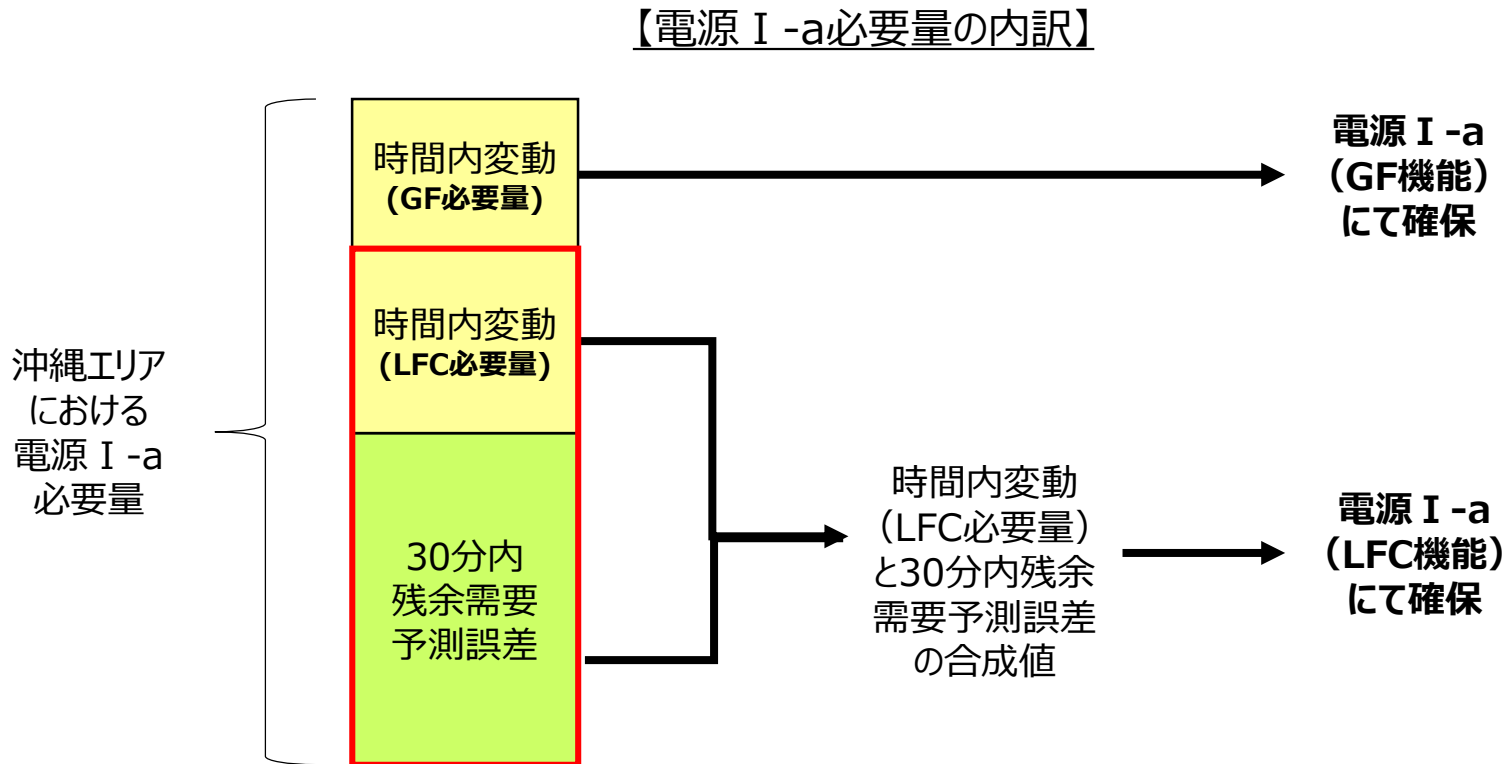 【電源Ⅰ-a必要量の内訳】
時間内変動
(GF必要量)
電源Ⅰ-a
（GF機能）
にて確保
沖縄エリア
における
電源Ⅰ-a
必要量
時間内変動
(LFC必要量)
30分内
残余需要
予測誤差
時間内変動
（LFC必要量）
と30分内残余
需要予測誤差
の合成値
電源Ⅰ-a
（LFC機能）
にて確保